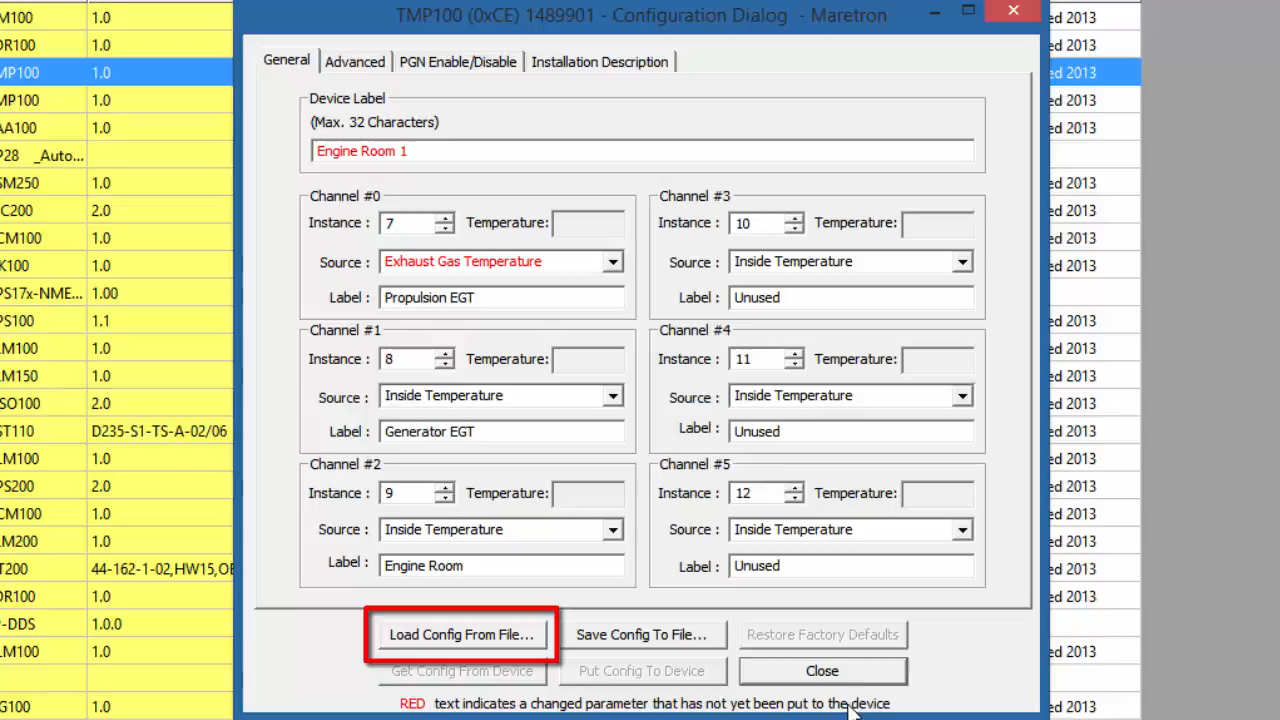 TMP100 (0xCE) 1489901 - Configuration Dialog - Maretron
General
Advanced
PGN Enable/Disable
Installation Description
Device Label
(Max. 32 Characters)
Engine Room 1
Channel #0
Instance : 7 Temperature:
Source : Exhaust Gas Temperature
Label : Propulsion EGT
Channel #1
Instance : 8 Temperature:
Source : Inside Temperature
Label : Generator EGT
Channel #2
Instance : 9 Temperature:
Source : Inside Temperature
Label : Engine Room
Channel #3
Instance : 10 Temperature:
Source : Inside Temperature
Label : Unused
Channel #4
Instance : 11 Temperature:
Source : Inside Temperature
Label : Unused
Channel #5
Instance : 12 Temperature:
Source : Inside Temperature
Label : Unused
Load Config From File...
Save Config To File...
Restore Factory Defaults
Get Config From Device
Put Config To Device
Close
RED text indicates a changed parameter that has not yet been put to the device
M100 1.0 ed 2013
DR100 1.0 ed 2013
MP100 1.0 ed 2013
MP100 1.0 ed 2013
AA100 1.0 ed 2013
P28 _Auto...
SM250 1.0 ed 2013
C200 2.0 ed 2013
CM100 1.0 ed 2013
K100 1.0 ed 2013
PS17x-NME... 1.00
PS100 1.1 ed 2013
LM100 1.0 ed 2013
LM150 1.0 ed 2013
SO100 2.0 ed 2013
ST110 D235-S1-TS-A-02/06 ed 2013
LM100 1.0 ed 2013
PS200 2.0 ed 2013
CM100 1.0 ed 2013
LM200 1.0 ed 2013
T200 44-162-1-02,HW15,OE ed 2013
DR100 1.0 ed 2013
P-DDS 1.0.0
LM100 1.0 ed 2013
G100 1.0 ed 2013